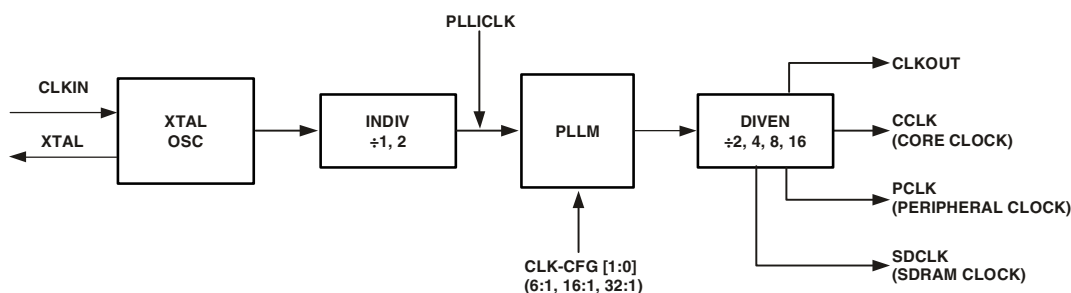 PLLICLK
CLKIN
XTAL
XTAL
OSC
INDIV
÷1, 2
PLLM
DIVEN
÷2, 4, 8, 16
CLKOUT
CCLK
(CORE CLOCK)
PCLK
(PERIPHERAL CLOCK)
SDCLK
(SDRAM CLOCK)
CLK-CFG [1:0]
(6:1, 16:1, 32:1)